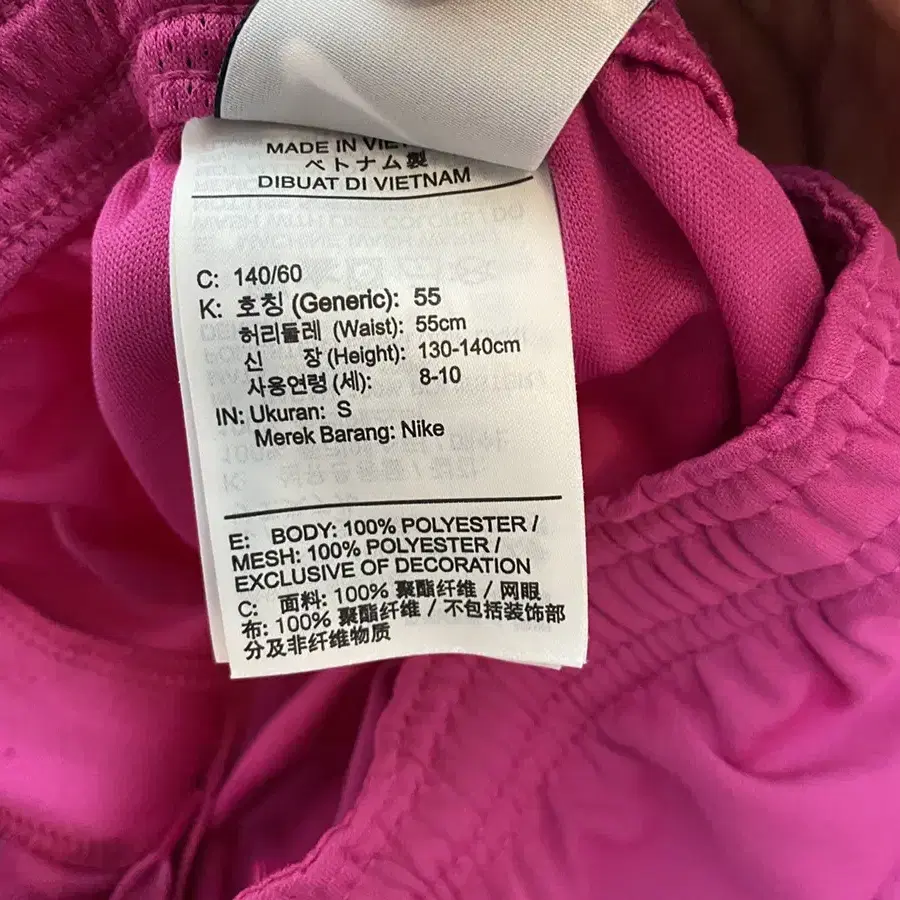 MADE IN
ベトナム製
DIBUAT DI VIETNAM
C: 140/60
K: 호칭 (Generic): 55
허리둘레 (Waist): 55cm
신 장 (Height): 130-140cm
사용연령 (세): 8-10
IN: Ukuran: S
Merek Barang: Nike
E: BODY: 100% POLYESTER /
MESH: 100% POLYESTER /
EXCLUSIVE OF DECORATION
C: 面料: 100% 聚酯纤维 / 网眼
布: 100% 聚酯纤维 / 不包括装饰部
分及非纤维物质